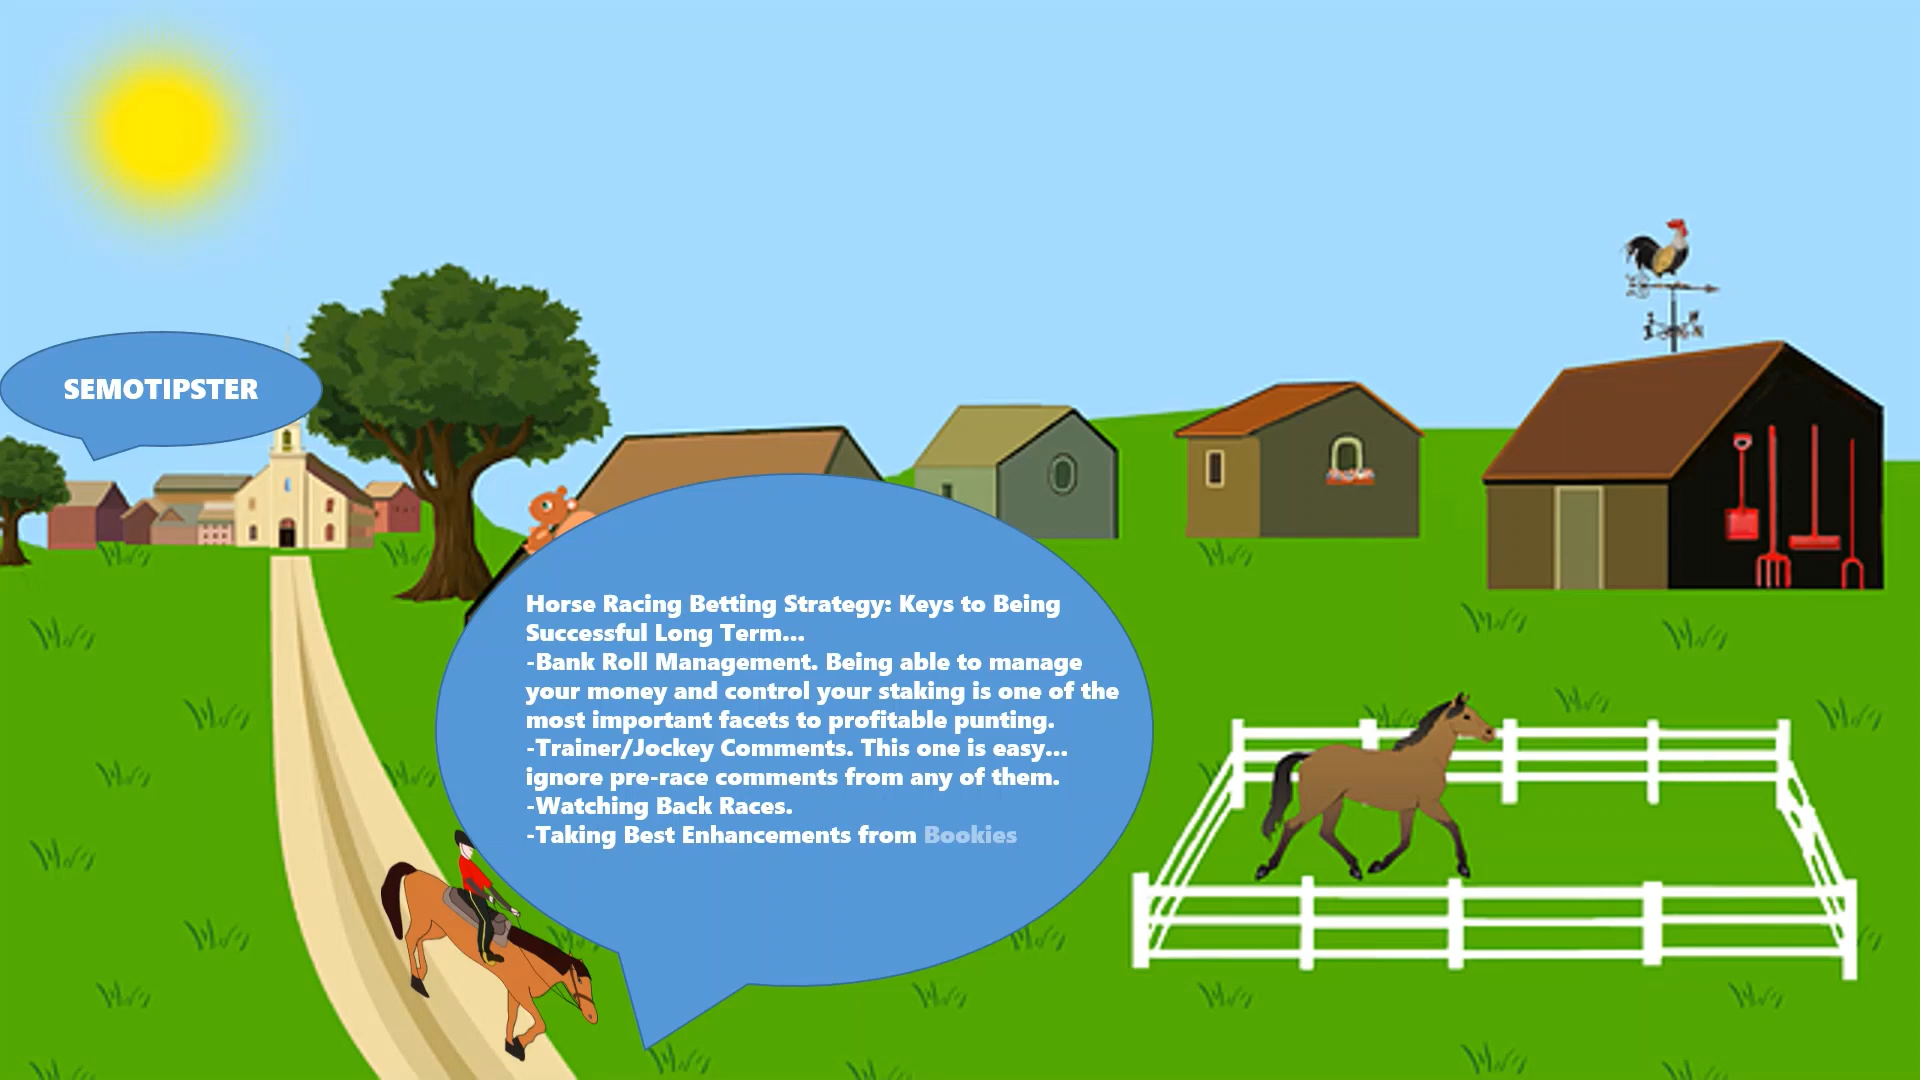 SEMOTIPSTER
Horse Racing Betting Strategy: Keys to Being
Successful Long Term...
-Bank Roll Management. Being able to manage
your money and control your staking is one of the
most important facets to profitable punting.
-Trainer/Jockey Comments. This one is easy...
ignore pre-race comments from any of them.
-Watching Back Races.
-Taking Best Enhancements from Bookies